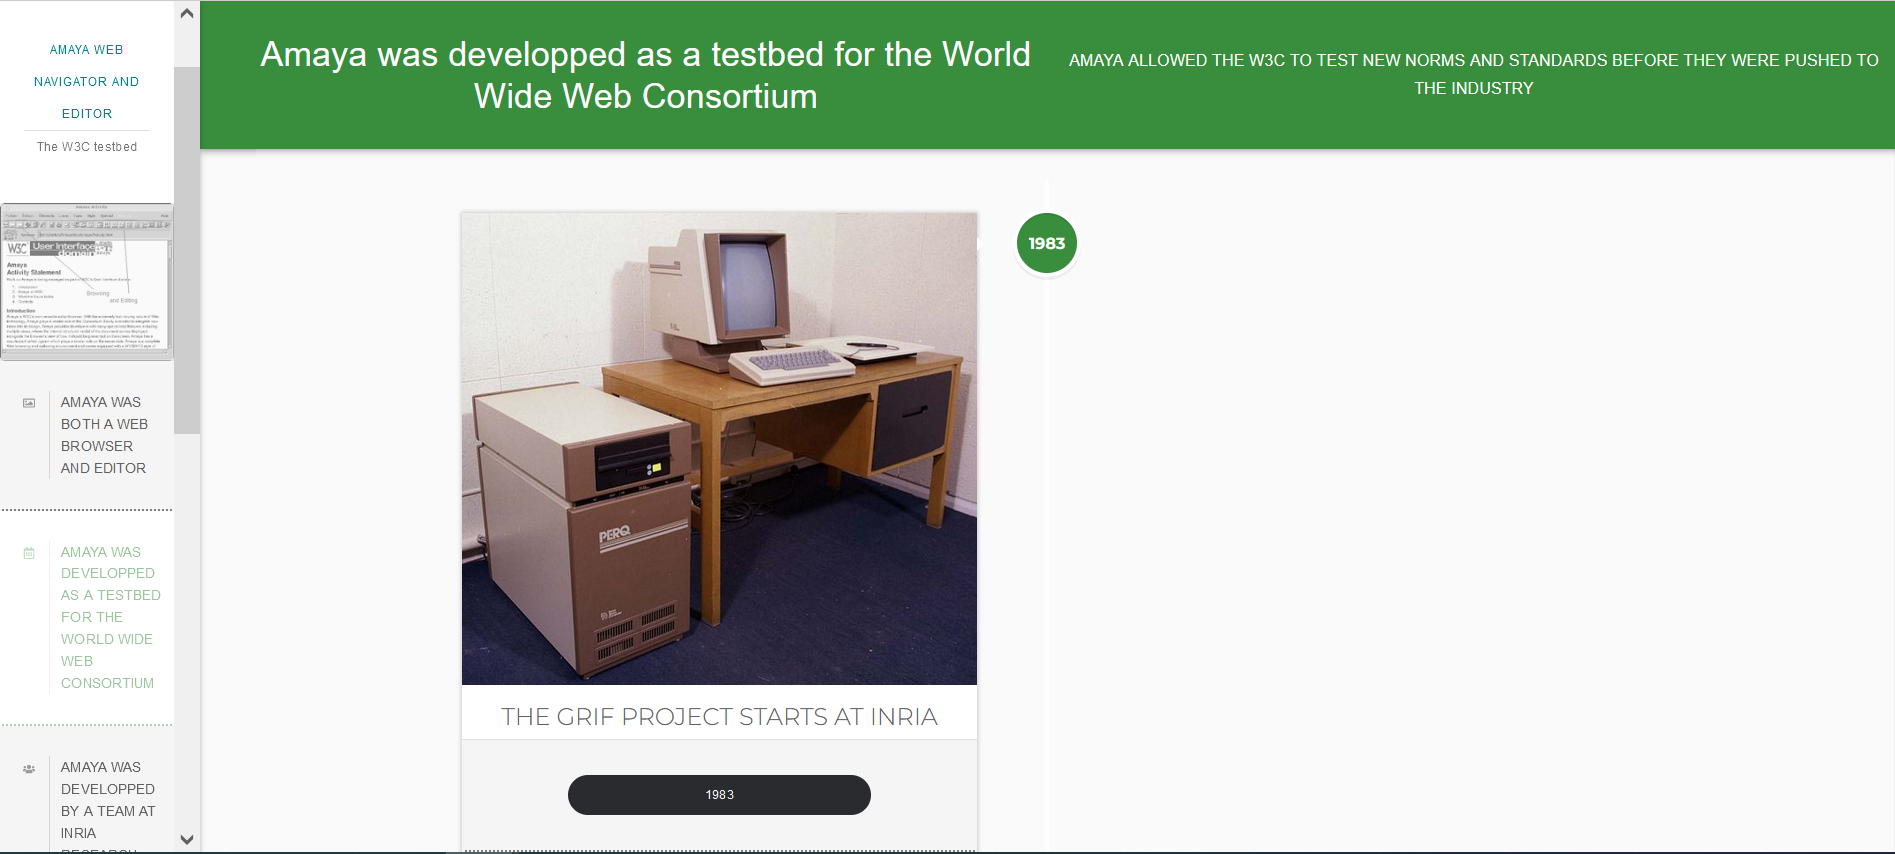 AMAYA WEB
NAVIGATOR AND
EDITOR
The W3C testbed
W3C User Interface
domain
Amaya
Activity Statement
Browsing
and Editing
Introduction
AMAYA WAS
BOTH A WEB
BROWSER
AND EDITOR
AMAYA WAS
DEVELOPPED
AS A TESTBED
FOR THE
WORLD WIDE
WEB
CONSORTIUM
AMAYA WAS
DEVELOPPED
BY A TEAM AT
INRIA
RESEARCH
Amaya was developped as a testbed for the World
Wide Web Consortium
AMAYA ALLOWED THE W3C TO TEST NEW NORMS AND STANDARDS BEFORE THEY WERE PUSHED TO
THE INDUSTRY
1983
PERQ
THE GRIF PROJECT STARTS AT INRIA
1983